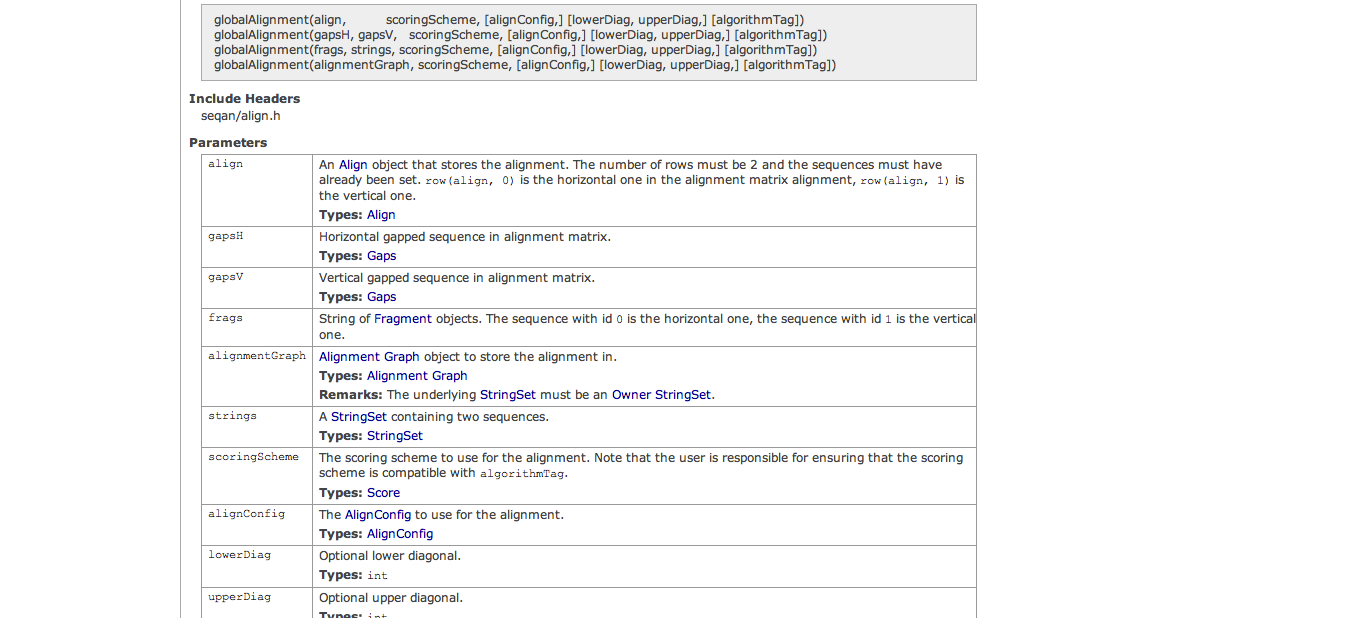 globalAlignment(align, scoringScheme, [alignConfig,] [lowerDiag, upperDiag,] [algorithmTag])
globalAlignment(gapsH, gapsV, scoringScheme, [alignConfig,] [lowerDiag, upperDiag,] [algorithmTag])
globalAlignment(frags, strings, scoringScheme, [alignConfig,] [lowerDiag, upperDiag,] [algorithmTag])
globalAlignment(alignmentGraph, scoringScheme, [alignConfig,] [lowerDiag, upperDiag,] [algorithmTag])
Include Headers
seqan/align.h
Parameters
align
An Align object that stores the alignment. The number of rows must be 2 and the sequences must have
already been set. row(align, 0) is the horizontal one in the alignment matrix alignment, row(align, 1) is
the vertical one.
Types: Align
gapsH
Horizontal gapped sequence in alignment matrix.
Types: Gaps
gapsV
Vertical gapped sequence in alignment matrix.
Types: Gaps
frags
String of Fragment objects. The sequence with id 0 is the horizontal one, the sequence with id 1 is the vertical
one.
alignmentGraph
Alignment Graph object to store the alignment in.
Types: Alignment Graph
Remarks: The underlying StringSet must be an Owner StringSet.
strings
A StringSet containing two sequences.
Types: StringSet
scoringScheme
The scoring scheme to use for the alignment. Note that the user is responsible for ensuring that the scoring
scheme is compatible with algorithmTag.
Types: Score
alignConfig
The AlignConfig to use for the alignment.
Types: AlignConfig
lowerDiag
Optional lower diagonal.
Types: int
upperDiag
Optional upper diagonal.
Types: int